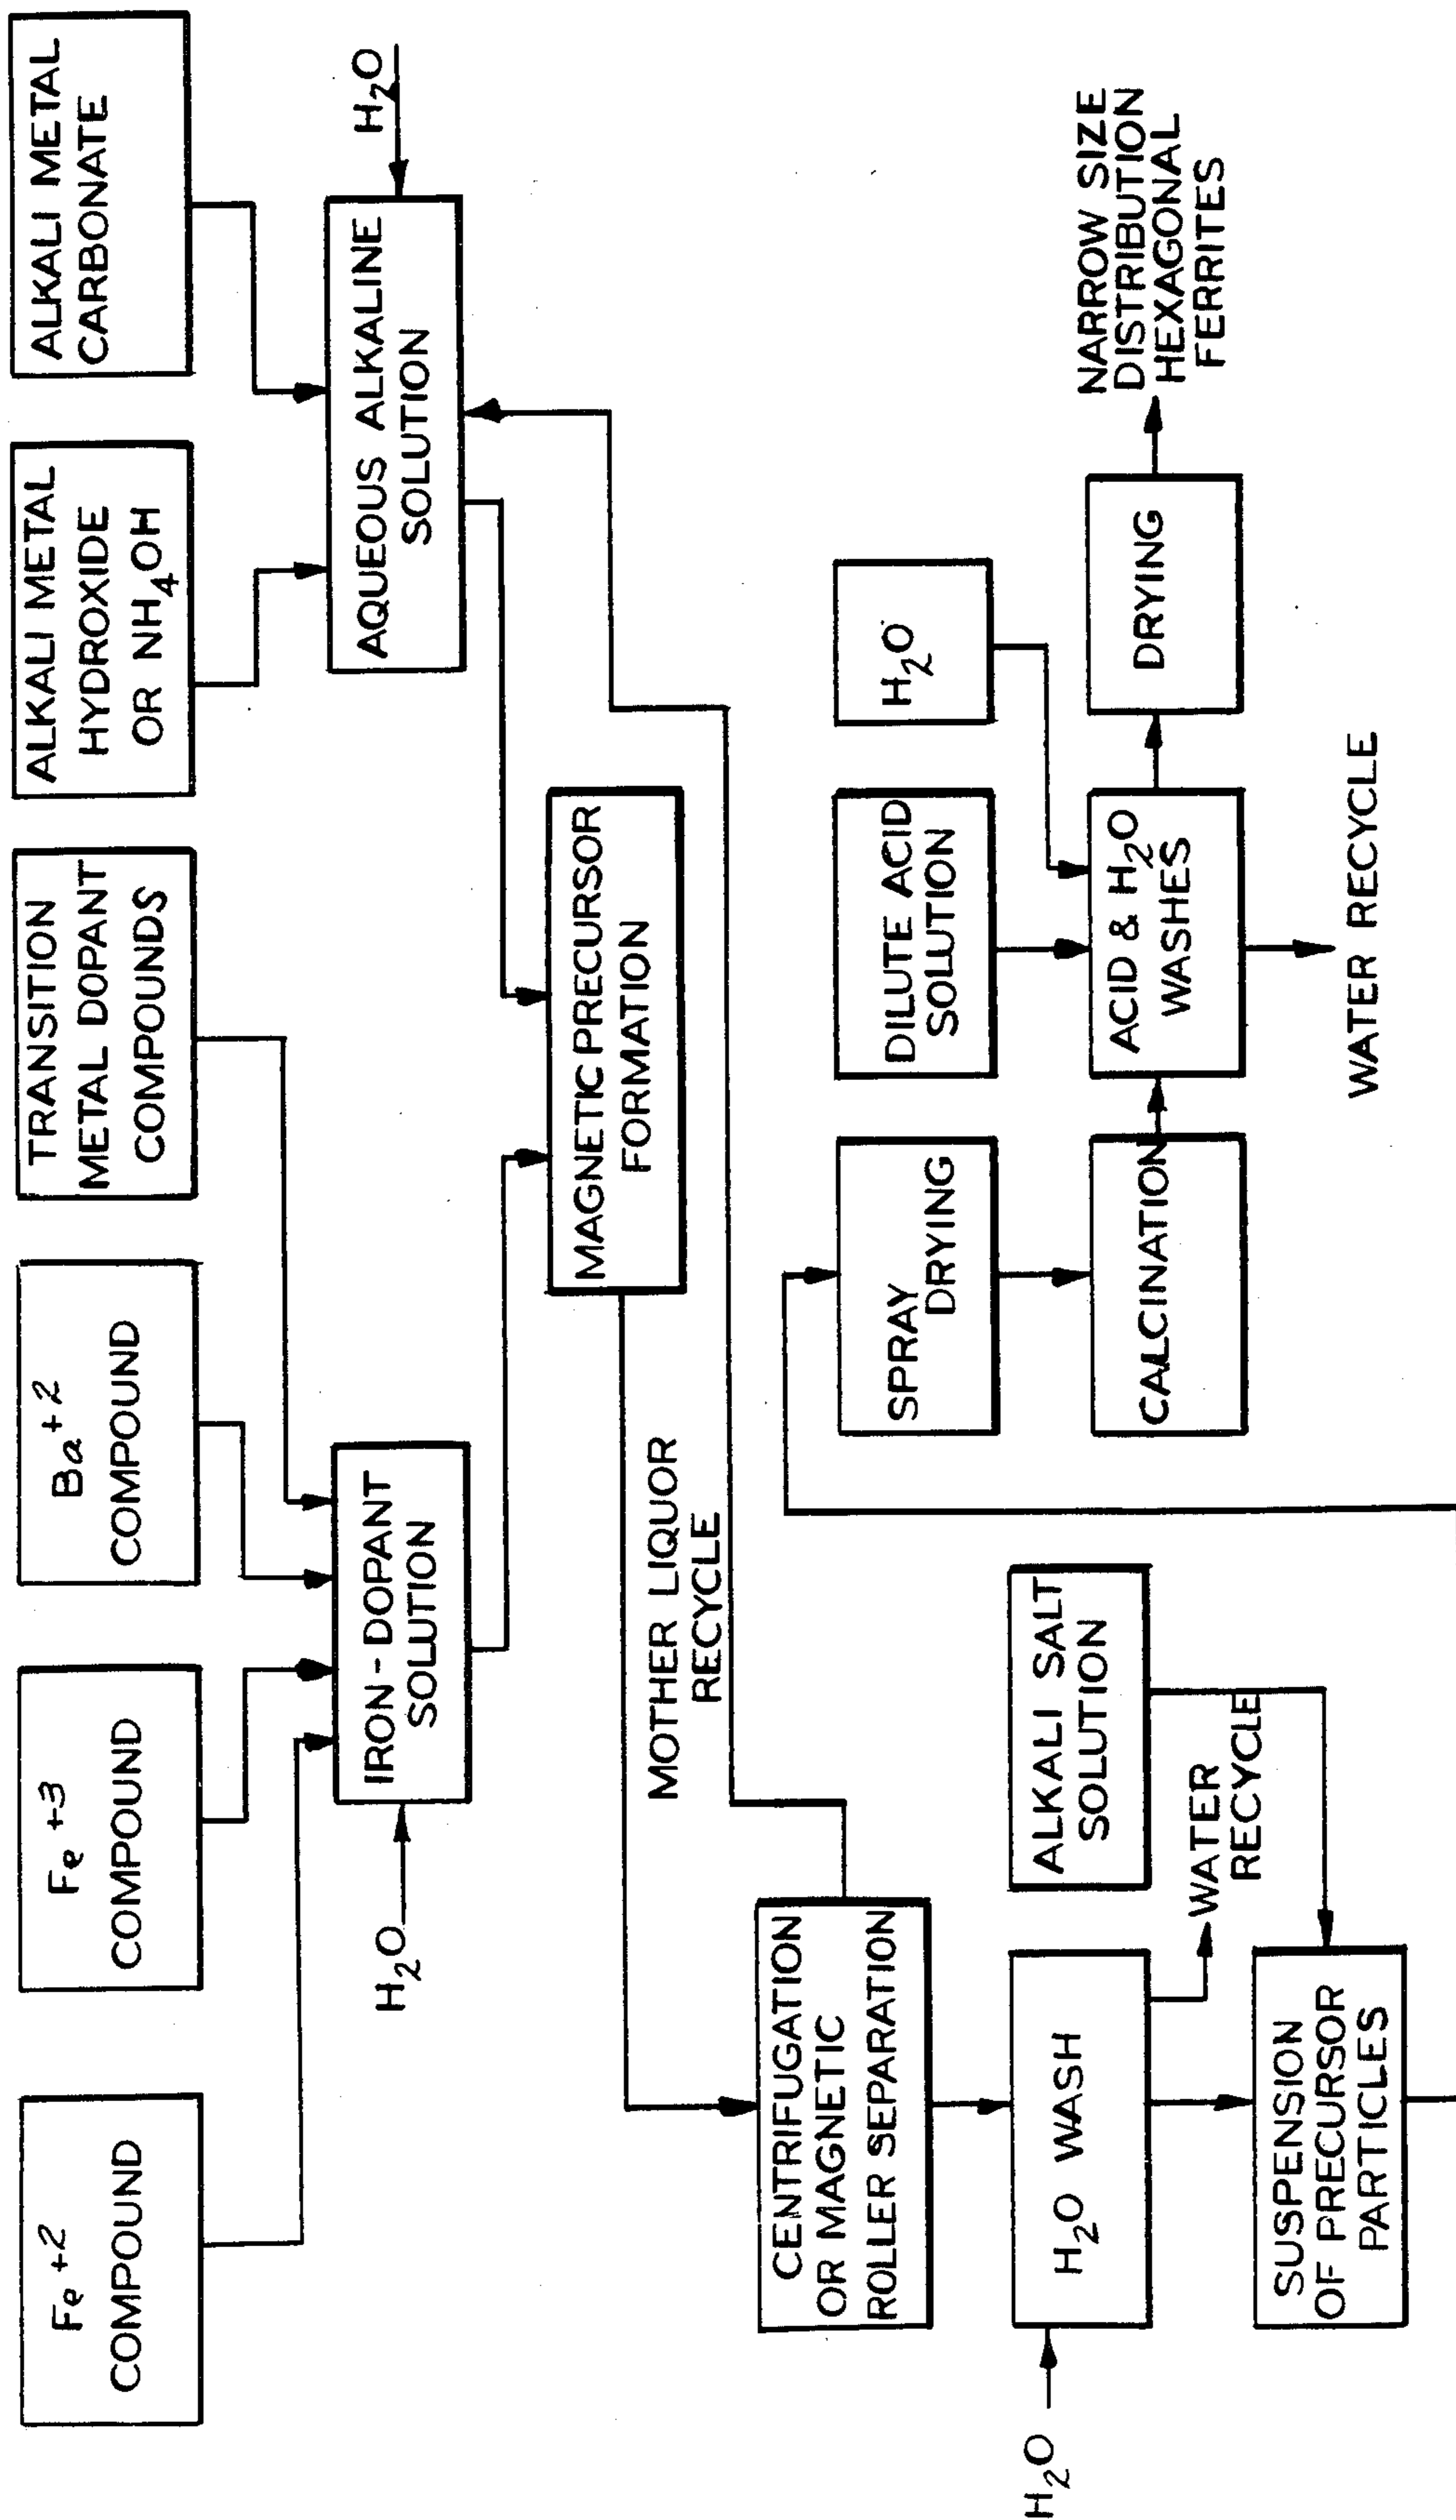 Fe +2
COMPOUND
Fe +3
COMPOUND
Ba +2
COMPOUND
TRANSITION
METAL DOPANT
COMPOUNDS
ALKALI METAL
HYDROXIDE
OR NH4OH
ALKALI METAL
CARBONATE
H2O
IRON-DOPANT
SOLUTION
AQUEOUS ALKALINE
SOLUTION
H2O
MAGNETIC PRECURSOR
FORMATION
MOTHER LIQUOR
RECYCLE
CENTRIFUGATION
OR MAGNETIC
ROLLER SEPARATION
H2O
H2O WASH
ALKALI SALT
SOLUTION
WATER
RECYCLE
SUSPENSION
OF PRECURSOR
PARTICLES
SPRAY
DRYING
DILUTE ACID
SOLUTION
H2O
CALCINATION
ACID & H2O
WASHES
DRYING
NARROW SIZE
DISTRIBUTION
HEXAGONAL
FERRITES
WATER RECYCLE